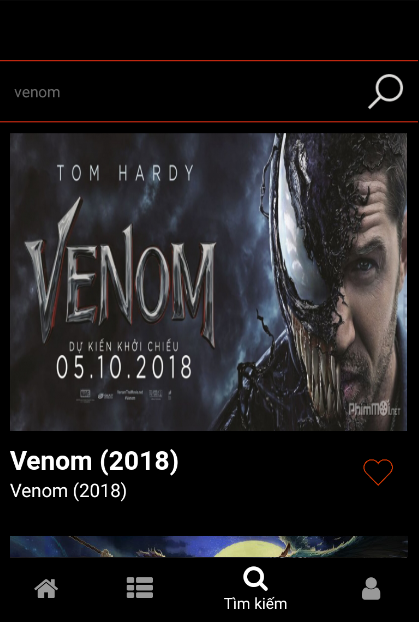 venom
TOM HARDY
VENOM
DỰ KIẾN KHỞI CHIẾU
05.10.2018
PhimMoi.NET
Venom (2018)
Venom (2018)
Tìm kiếm